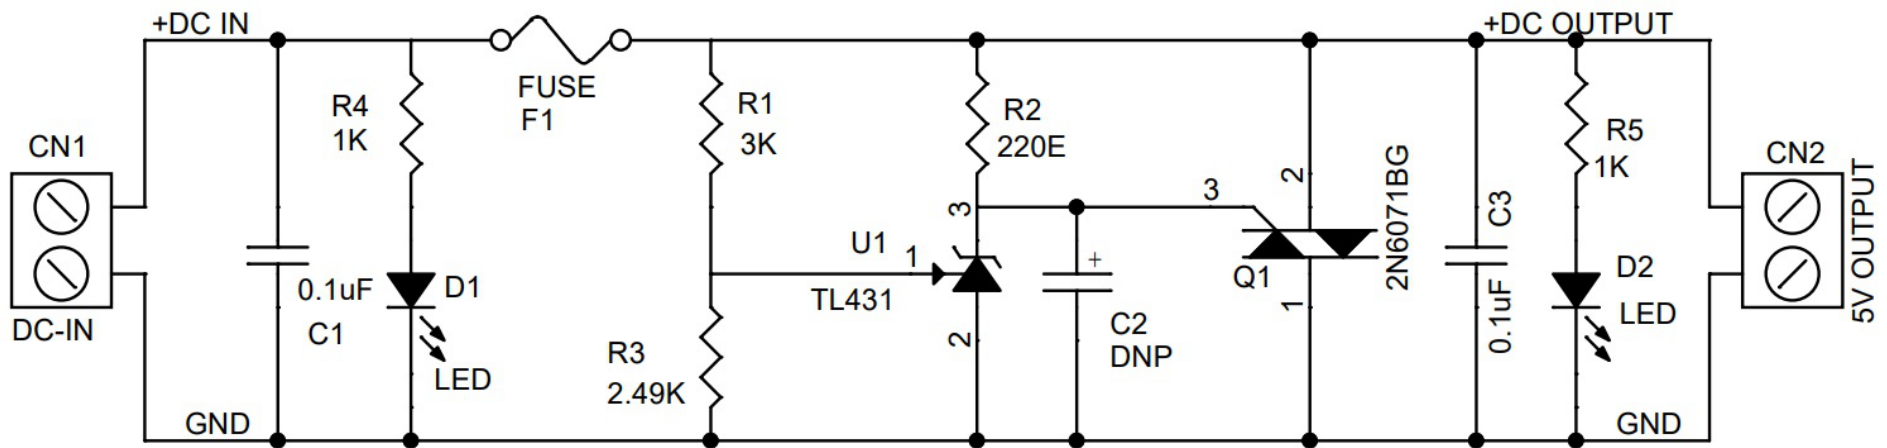 +DC IN
+DC OUTPUT
FUSE
F1
R4
1K
R1
3K
R2
220E
R5
1K
CN1
CN2
DC-IN
5V OUTPUT
0.1uF
C1
D1
LED
U1
1
TL431
3
2
R3
2.49K
+
C2
DNP
3
2
1
Q1
2N6071BG
C3
0.1uF
D2
LED
GND
GND